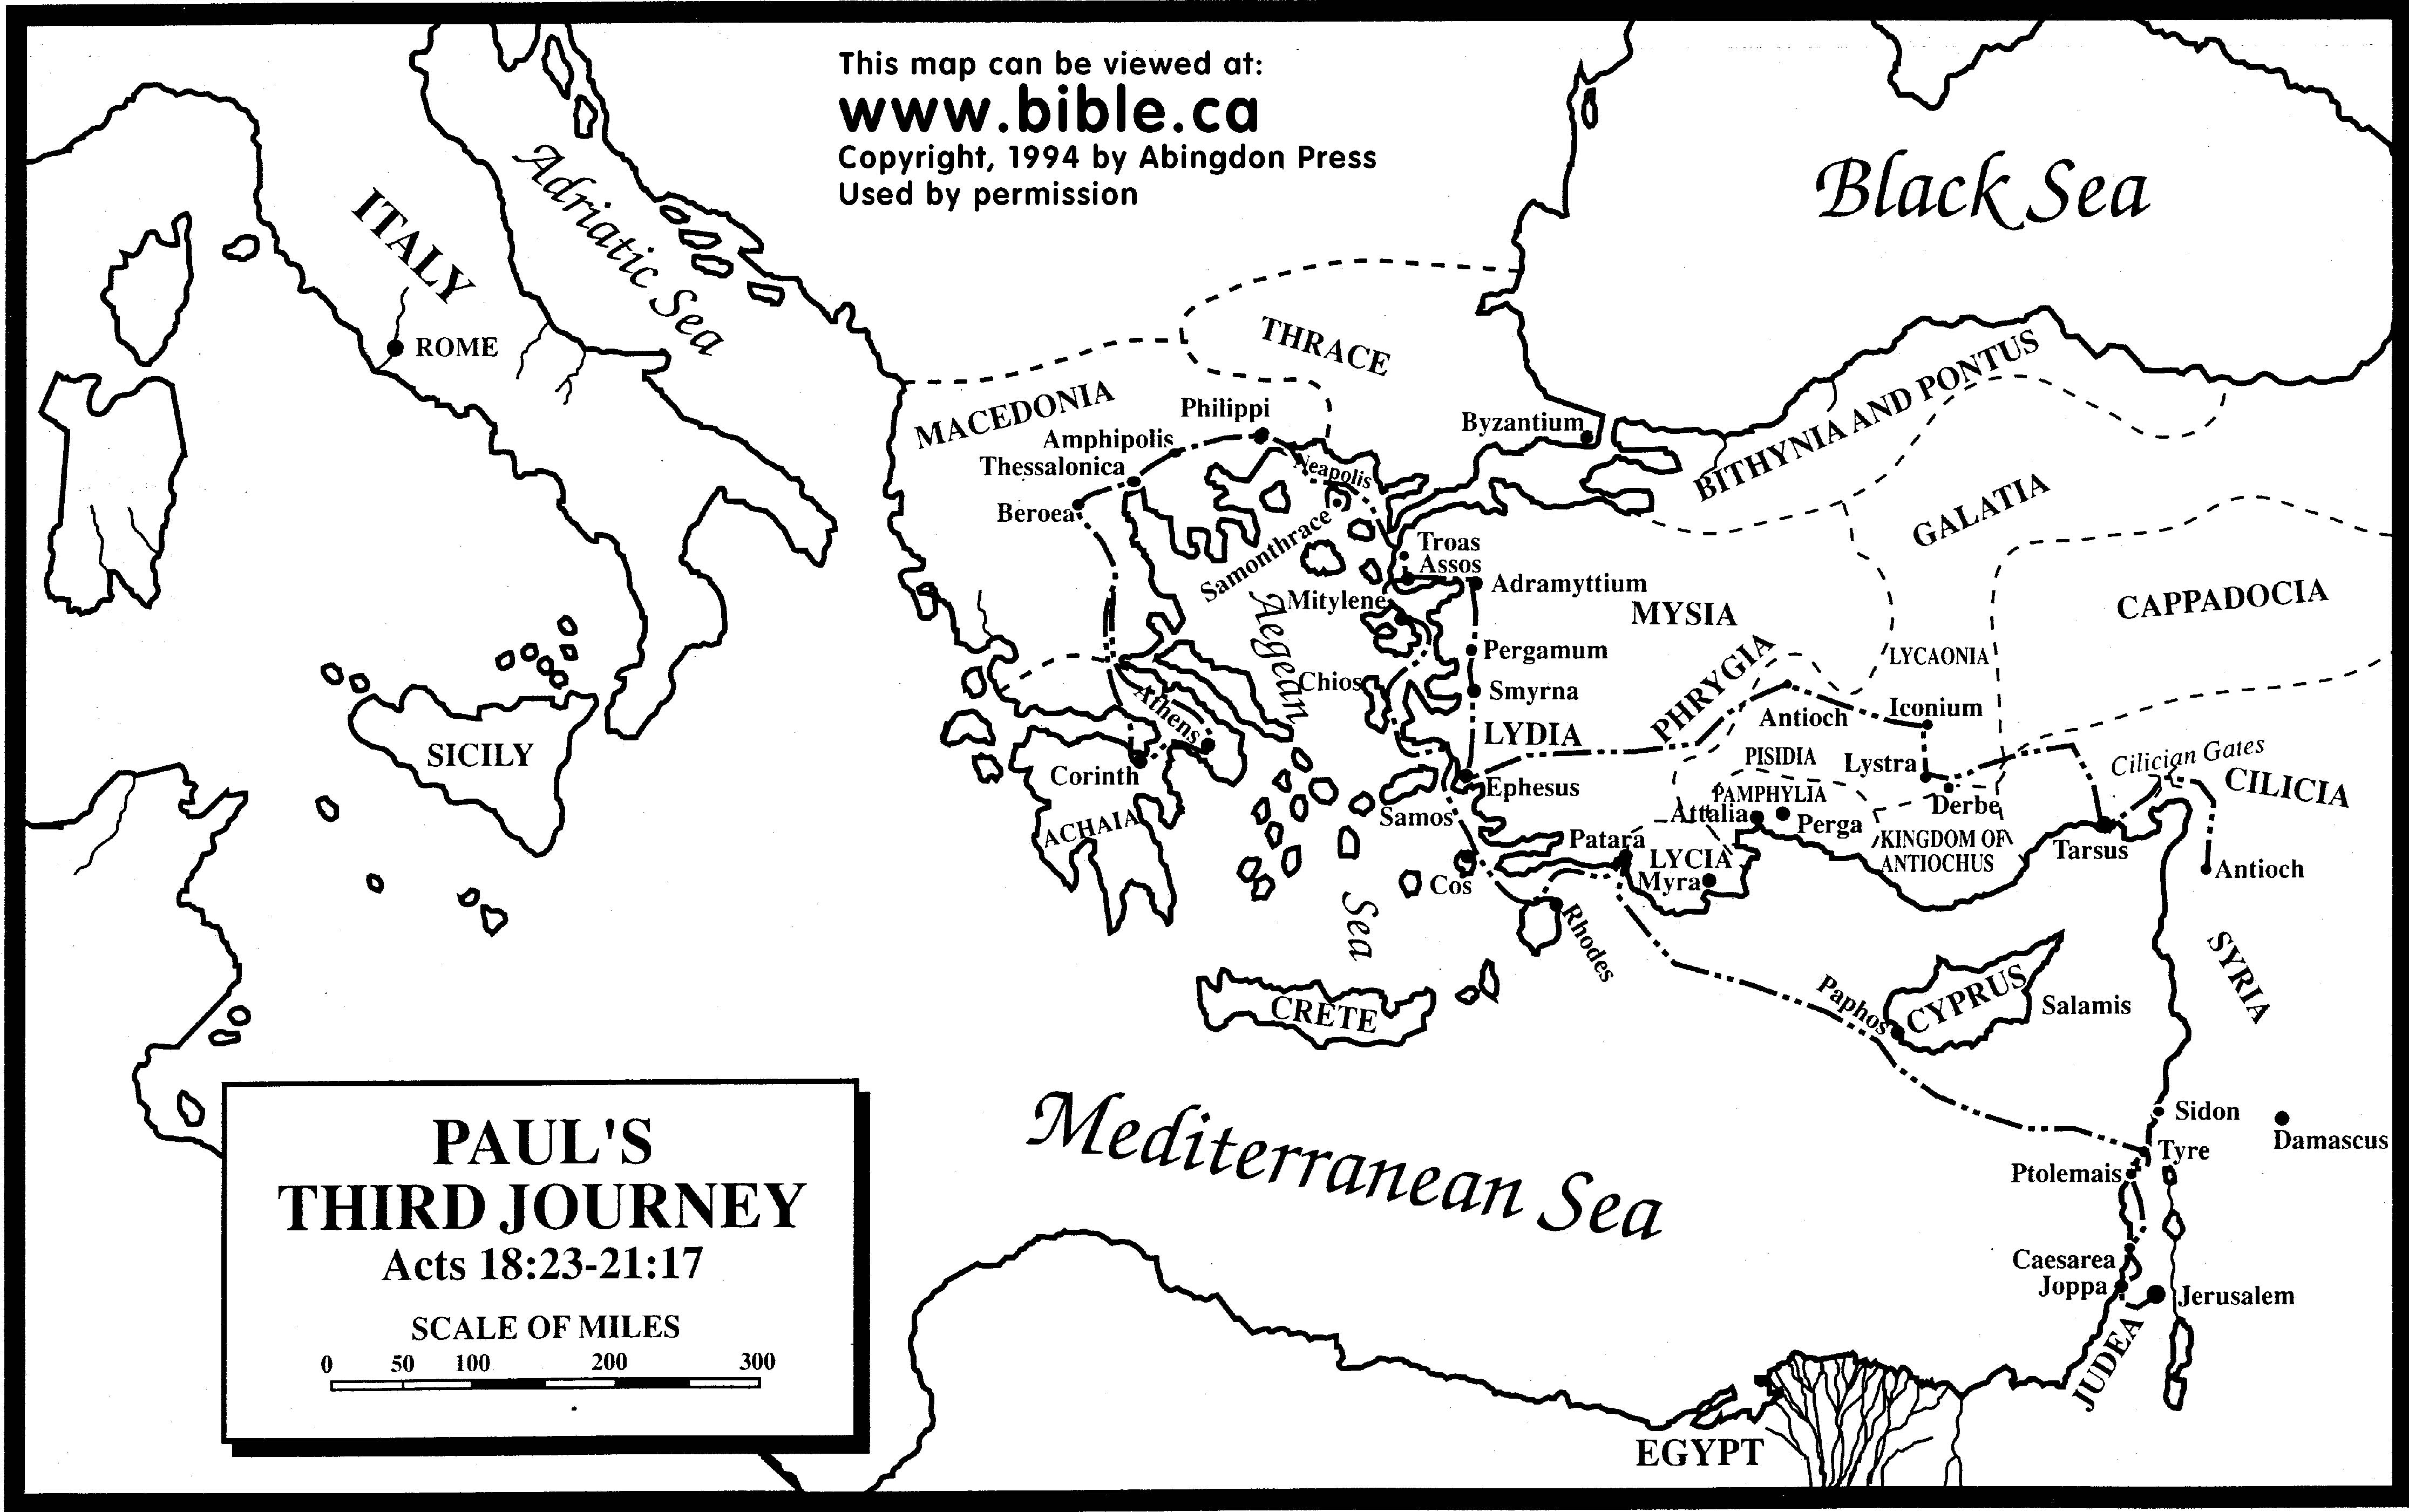 This map can be viewed at:
www.bible.ca
Copyright, 1994 by Abingdon Press
Used by permission
Black Sea
Adriatic Sea
ITALY
ROME
THRACE
MACEDONIA
Philippi
Amphipolis
Thessalonica
Beroea
Neapolis
Samonthrace
Byzantium
BITHYNIA AND PONTUS
GALATIA
CAPPADOCIA
Troas
Assos
Adramyttium
Mitylene
MYSIA
Aegean
Sea
Pergamum
Chios
Smyrna
LYDIA
PHRYGIA
LYCAONIA
Antioch
Iconium
PISIDIA
Lystra
Derbe
Cilician Gates
CILICIA
Athens
Corinth
ACHAIA
SICILY
Ephesus
Samos
PAMPHYLIA
Attalia
Perga
KINGDOM OF
ANTIOCHUS
Tarsus
Antioch
Patara
LYCIA
Myra
Cos
Rhodes
CRETE
Paphos
CYPRUS
Salamis
SYRIA
Mediterranean Sea
Sidon
Damascus
Tyre
Ptolemais
Caesarea
Joppa
Jerusalem
JUDEA
EGYPT
PAUL'S
THIRD JOURNEY
Acts 18:23-21:17
SCALE OF MILES
0 50 100 200 300